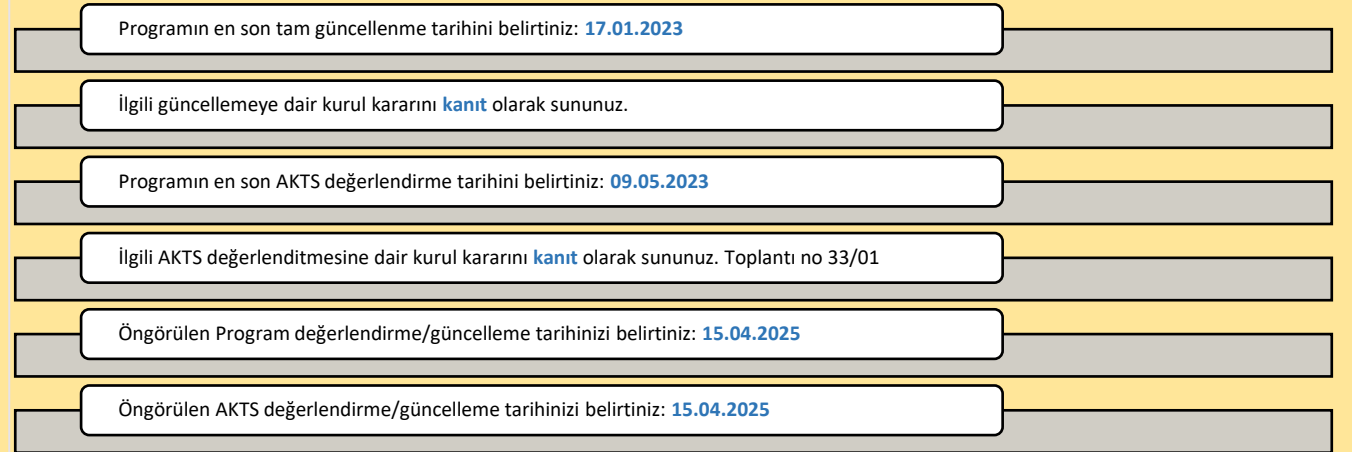 Programın en son tam güncellenme tarihini belirtiniz: 17.01.2023
İlgili güncellemeye dair kurul kararını kanıt olarak sununuz.
Programın en son AKTS değerlendirme tarihini belirtiniz: 09.05.2023
İlgili AKTS değerlenditmesine dair kurul kararını kanıt olarak sununuz. Toplantı no 33/01
Öngörülen Program değerlendirme/güncelleme tarihinizi belirtiniz: 15.04.2025
Öngörülen AKTS değerlendirme/güncelleme tarihinizi belirtiniz: 15.04.2025